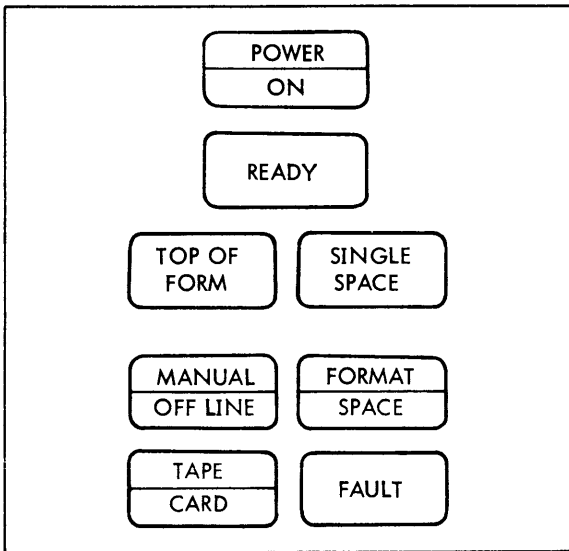 POWER
ON
READY
TOP OF
FORM
SINGLE
SPACE
MANUAL
OFF LINE
FORMAT
SPACE
TAPE
CARD
FAULT